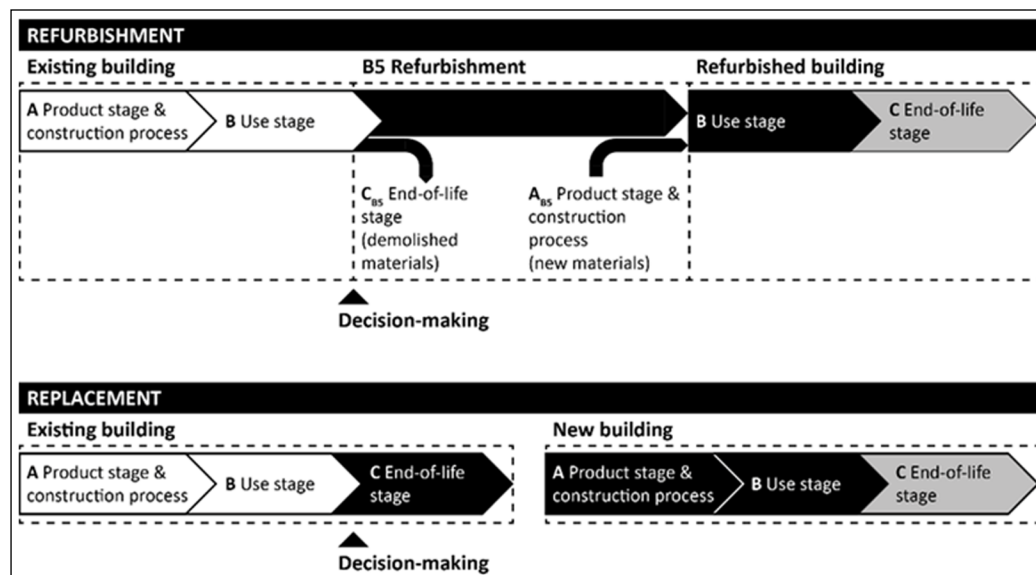 REFURBISHMENT
Existing building
B5 Refurbishment
Refurbished building
A Product stage &
construction process
B Use stage
B Use stage
C End-of-life
stage
CB5 End-of-life
stage
(demolished
materials)
AB5 Product stage &
construction
process
(new materials)
Decision-making
REPLACEMENT
Existing building
New building
A Product stage &
construction process
B Use stage
C End-of-life
stage
A Product stage &
construction process
B Use stage
C End-of-life
stage
Decision-making